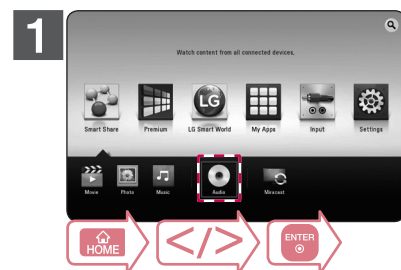 1
Watch content from all connected devices.
LG
Smart Share Premium LG Smart World My Apps Input Settings
Movie Photo Music Audio Miracast
HOME </> ENTER